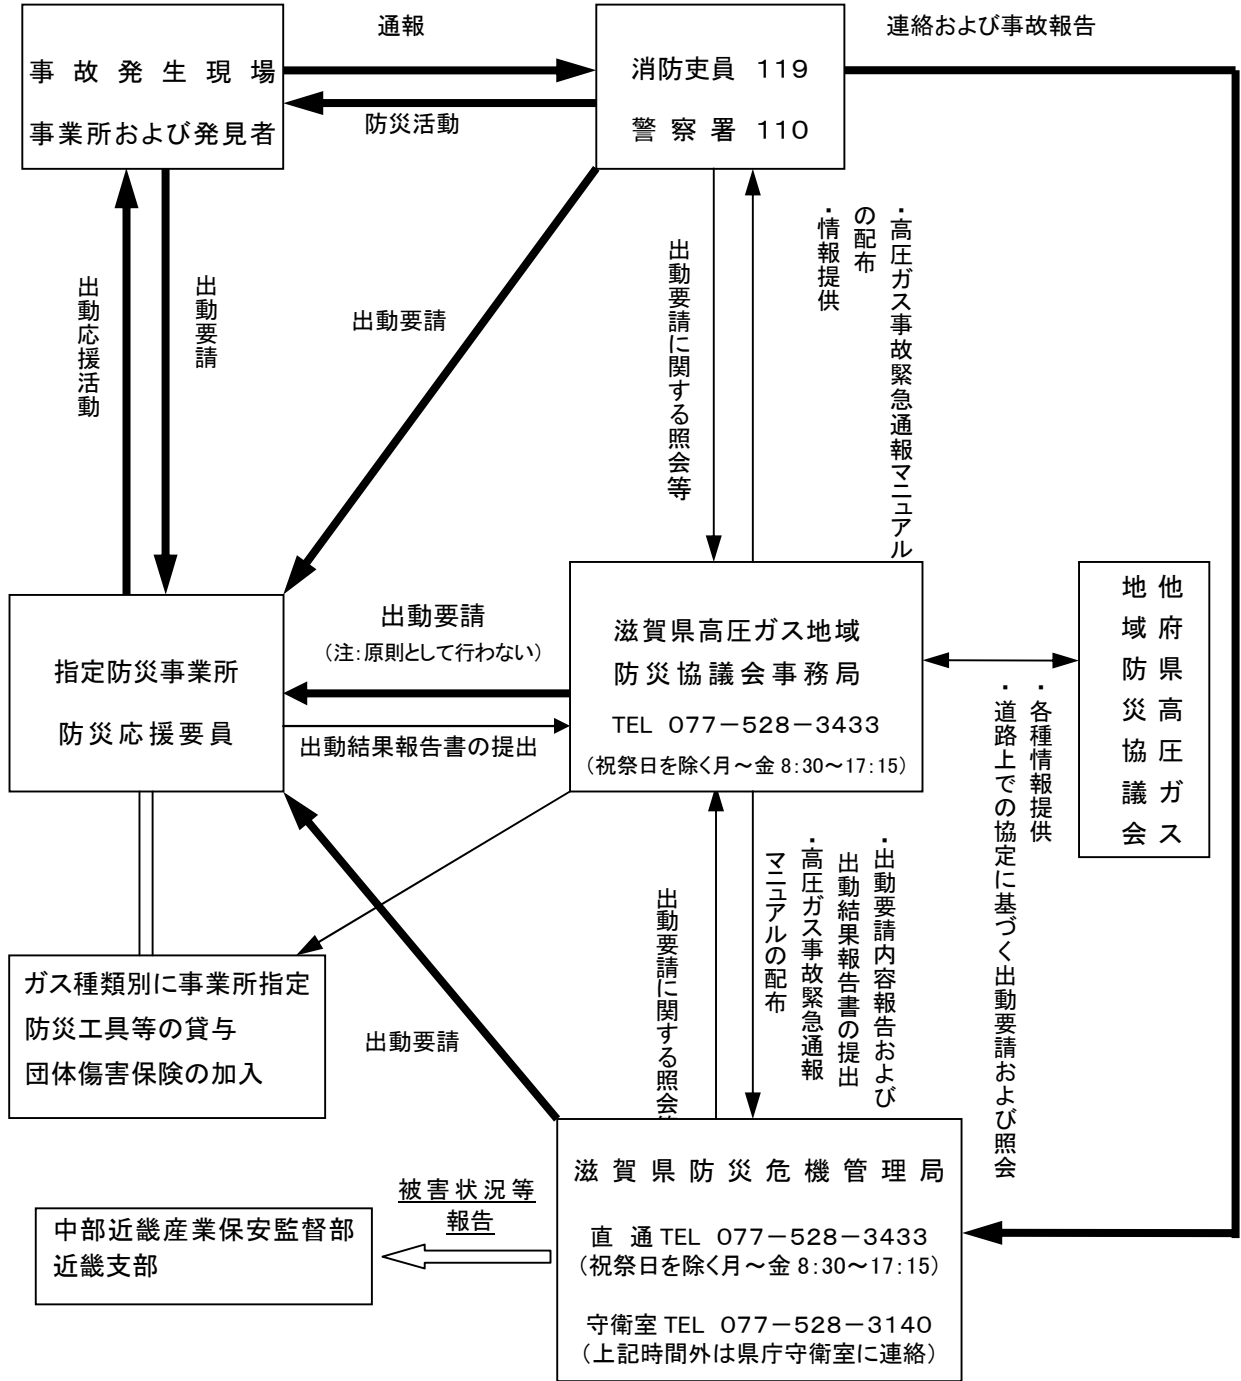 通報
連絡および事故報告
事故発生現場
事業所および発見者
消防吏員 119
警察署 110
防災活動
出動応援活動
出動要請
出動要請
出動要請に関する照会等
・高圧ガス事故緊急通報マニュアル
の配布
・情報提供
指定防災事業所
防災応援要員
出動要請
(注:原則として行わない)
出動結果報告書の提出
滋賀県高圧ガス地域
防災協議会事務局
TEL 077-528-3433
(祝祭日を除く月~金 8:30~17:15)
他府県高圧ガス
地域防災協議会
・各種情報提供
・道路上での協定に基づく出動要請および照会
ガス種類別に事業所指定
防災工具等の貸与
団体傷害保険の加入
出動要請
出動要請に関する照会
・出動要請内容報告および
出動結果報告書の提出
・高圧ガス事故緊急通報
マニュアルの配布
滋賀県防災危機管理局
直通 TEL 077-528-3433
(祝祭日を除く月~金 8:30~17:15)
守衛室 TEL 077-528-3140
(上記時間外は県庁守衛室に連絡)
被害状況等
報告
中部近畿産業保安監督部
近畿支部